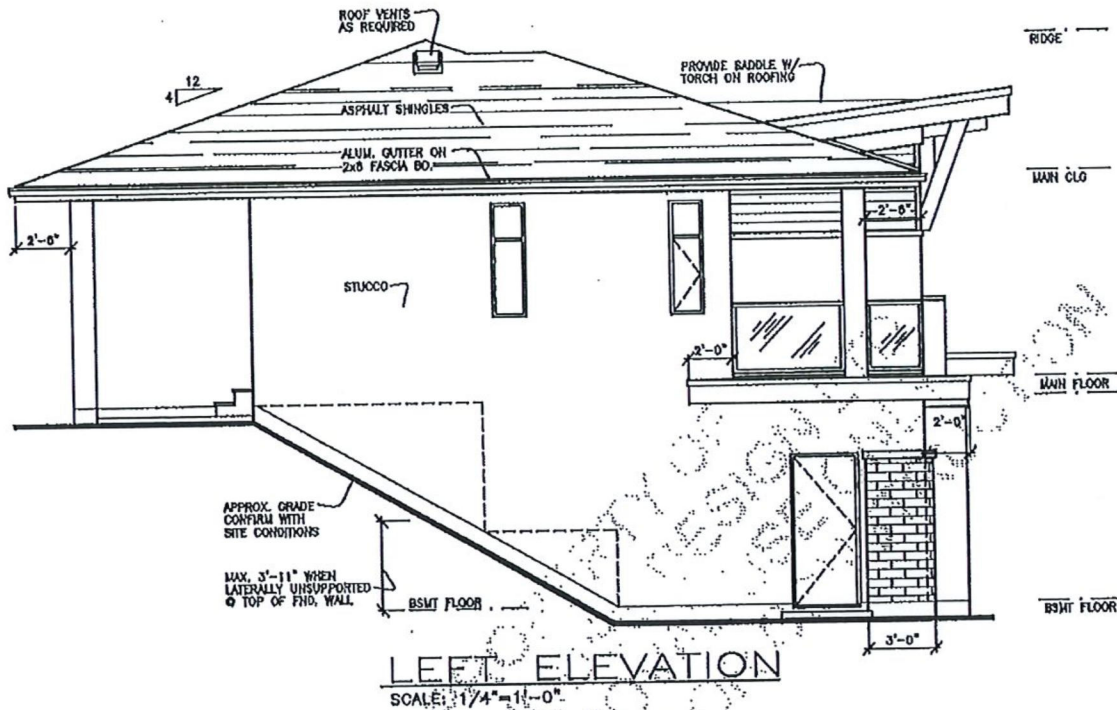 ROOF VENTS
AS REQUIRED
RIDGE
PROVIDE SADDLE W/
TORCH ON ROOFING
12
4
ASPHALT SHINGLES
ALUM. GUTTER ON
2x8 FASCIA BD.
MAIN CLG
2'-6"
2'-6"
STUCCO
2'-0"
MAIN FLOOR
2'-0"
APPROX. GRADE
CONFIRM WITH
SITE CONDITIONS
MAX. 3'-11" WHEN
LATERALLY UNSUPPORTED
@ TOP OF FND. WALL
BSMT FLOOR
BSMT FLOOR
3'-0"
LEFT ELEVATION
SCALE: 1/4"=1'-0"